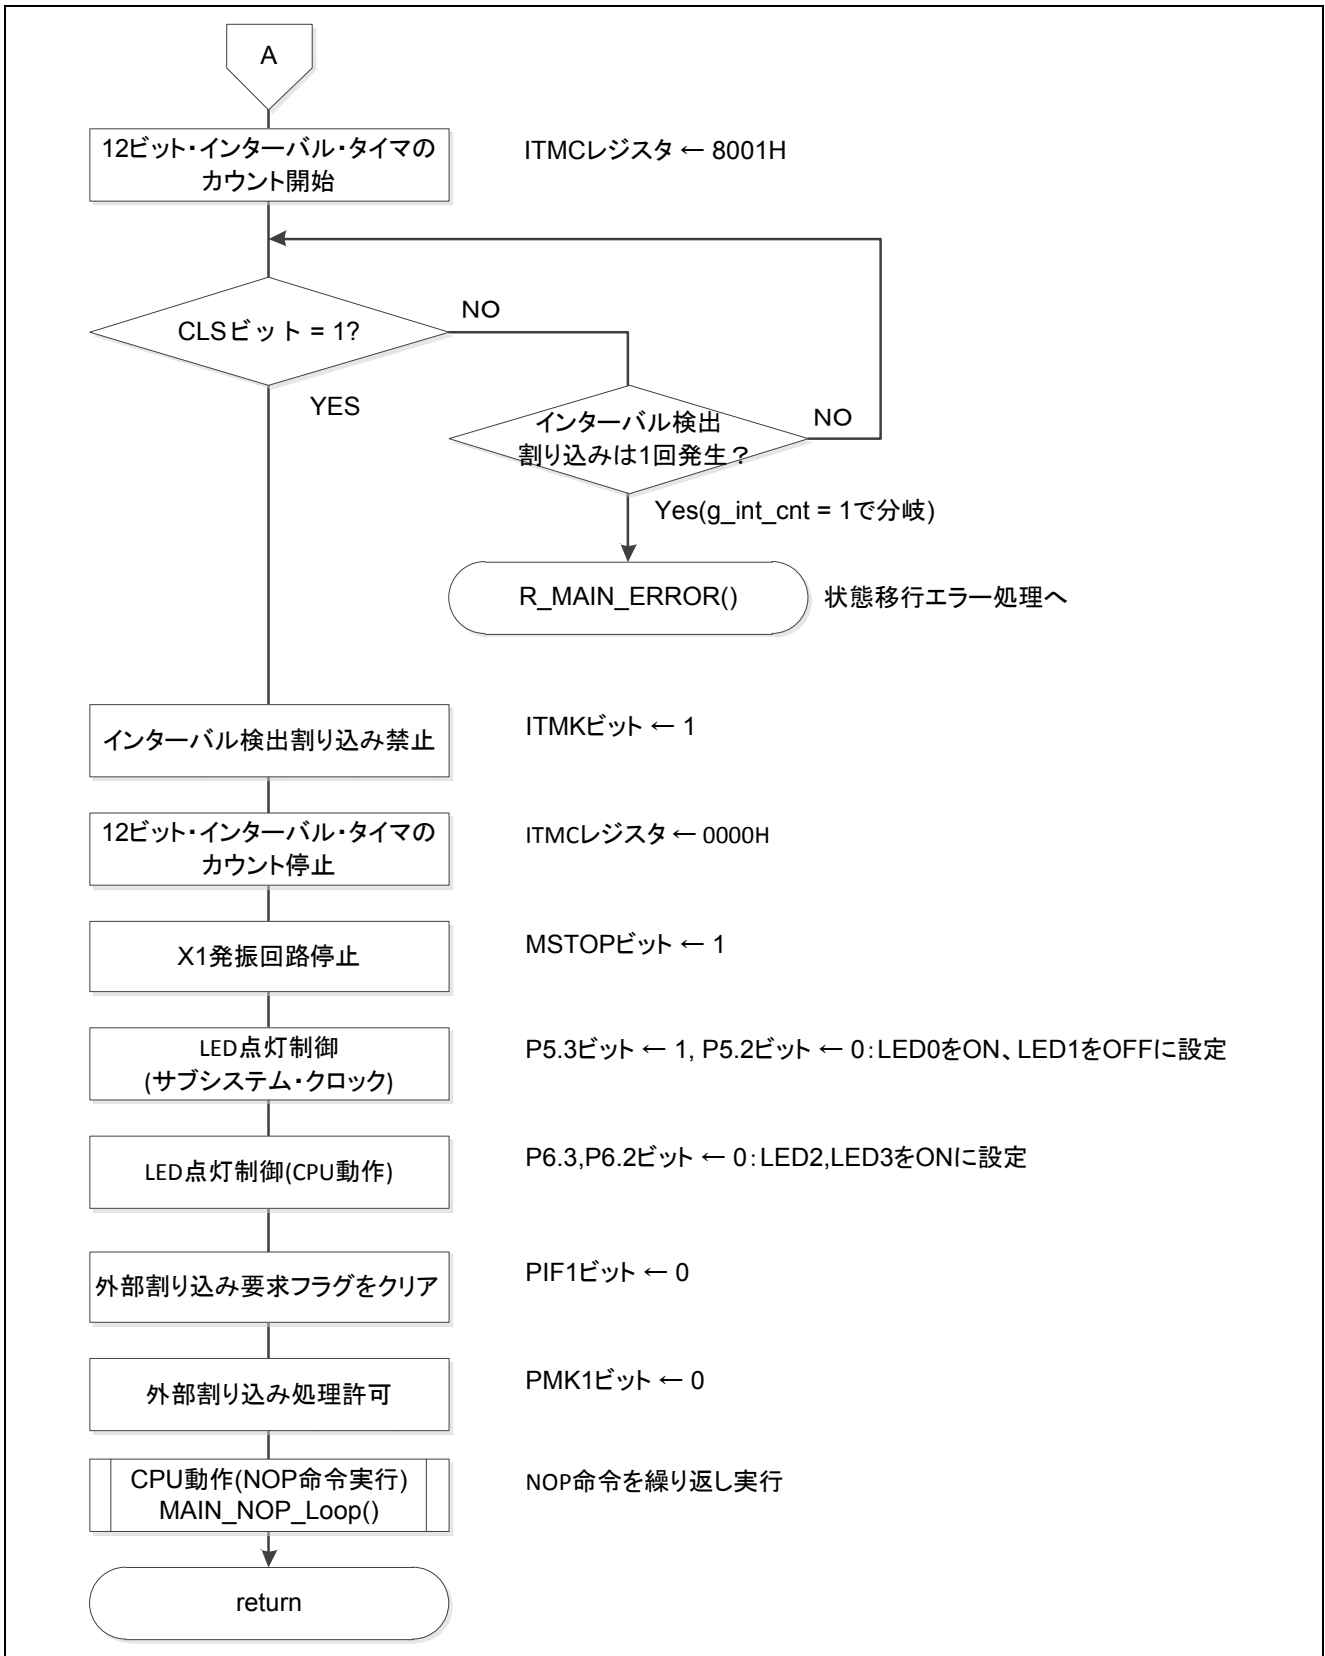 A
12ビット・インターバル・タイマの
カウント開始
ITMCレジスタ ← 8001H
CLSビット = 1?
NO
YES
インターバル検出
割り込みは1回発生？
NO
Yes(g_int_cnt = 1で分岐)
R_MAIN_ERROR()
状態移行エラー処理へ
インターバル検出割り込み禁止
ITMKビット ← 1
12ビット・インターバル・タイマの
カウント停止
ITMCレジスタ ← 0000H
X1発振回路停止
MSTOPビット ← 1
LED点灯制御
(サブシステム・クロック)
P5.3ビット ← 1, P5.2ビット ← 0：LED0をON、LED1をOFFに設定
LED点灯制御(CPU動作)
P6.3,P6.2ビット ← 0：LED2,LED3をONに設定
外部割り込み要求フラグをクリア
PIF1ビット ← 0
外部割り込み処理許可
PMK1ビット ← 0
CPU動作(NOP命令実行)
MAIN_NOP_Loop()
NOP命令を繰り返し実行
return